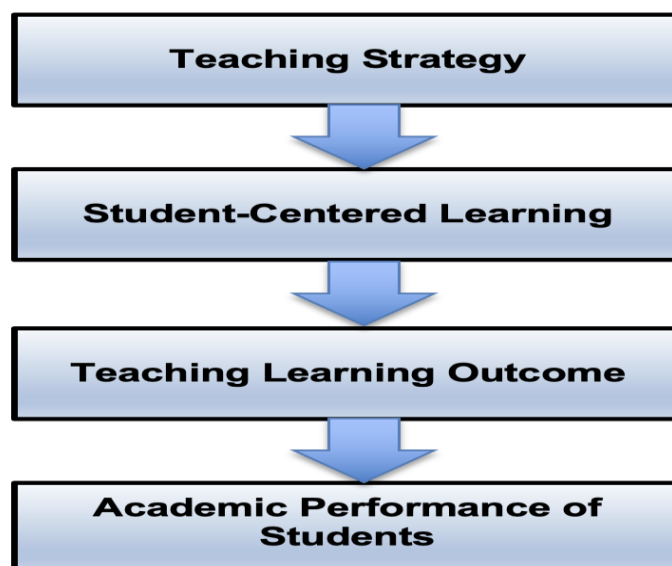 Teaching Strategy
Student-Centered Learning
Teaching Learning Outcome
Academic Performance of
Students